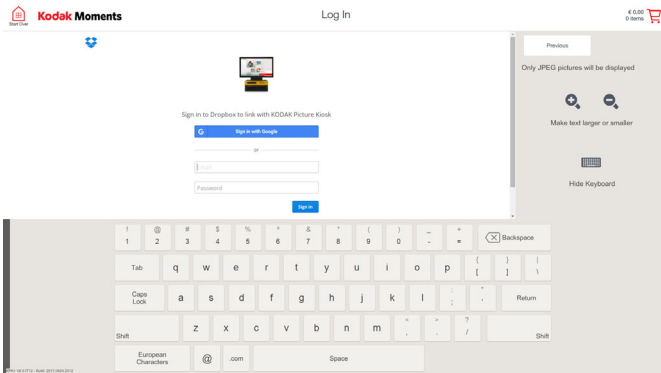 Start Over
Kodak Moments
Log In
€ 0,00
0 items
Previous
Only JPEG pictures will be displayed
Make text larger or smaller
Hide Keyboard
Sign in to Dropbox to link with KODAK Picture Kiosk
G Sign in with Google
or
Email
Password
Sign in
! @ # $ % ^ & * ( ) _ +
1 2 3 4 5 6 7 8 9 0 - = Backspace
Tab q w e r t y u i o p { [ } ] | \
Caps Lock a s d f g h j k l : ; " ' Return
Shift z x c v b n m < , > . ? / Shift
European Characters @ .com Space